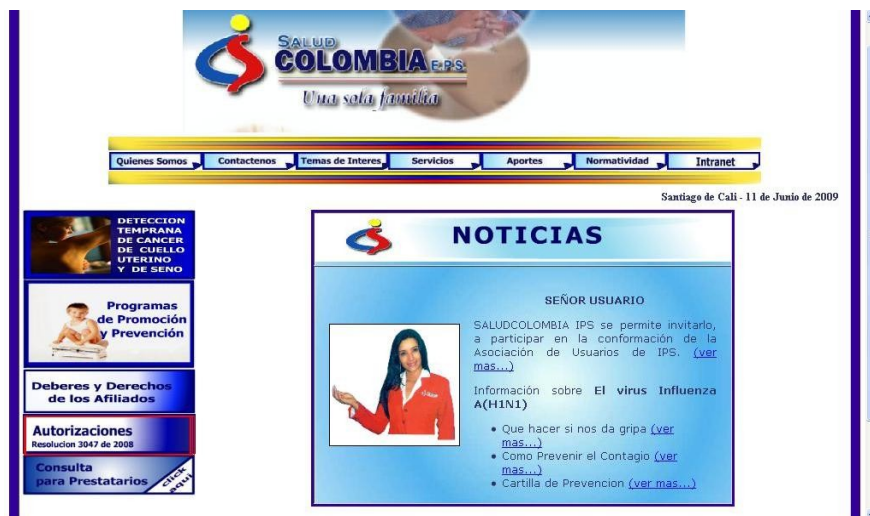 SALUD
COLOMBIA E.P.S
Una sola familia
Quienes Somos
Contactenos
Temas de Interes
Servicios
Aportes
Normatividad
Intranet
Santiago de Cali - 11 de Junio de 2009
DETECCION
TEMPRANA
DE CANCER
DE CUELLO
UTERINO
Y DE SENO
Programas
de Promoción
y Prevención
Deberes y Derechos
de los Afiliados
Autorizaciones
Resolucion 3047 de 2008
Consulta
para Prestatarios
click
aquí
NOTICIAS
SEÑOR USUARIO
SALUDCOLOMBIA IPS se permite invitarlo,
a participar en la conformación de la
Asociación de Usuarios de IPS. (ver
mas...)
Información sobre El virus Influenza
A(H1N1)
• Que hacer si nos da gripa (ver
mas...)
• Como Prevenir el Contagio (ver
mas...)
• Cartilla de Prevencion (ver mas...)